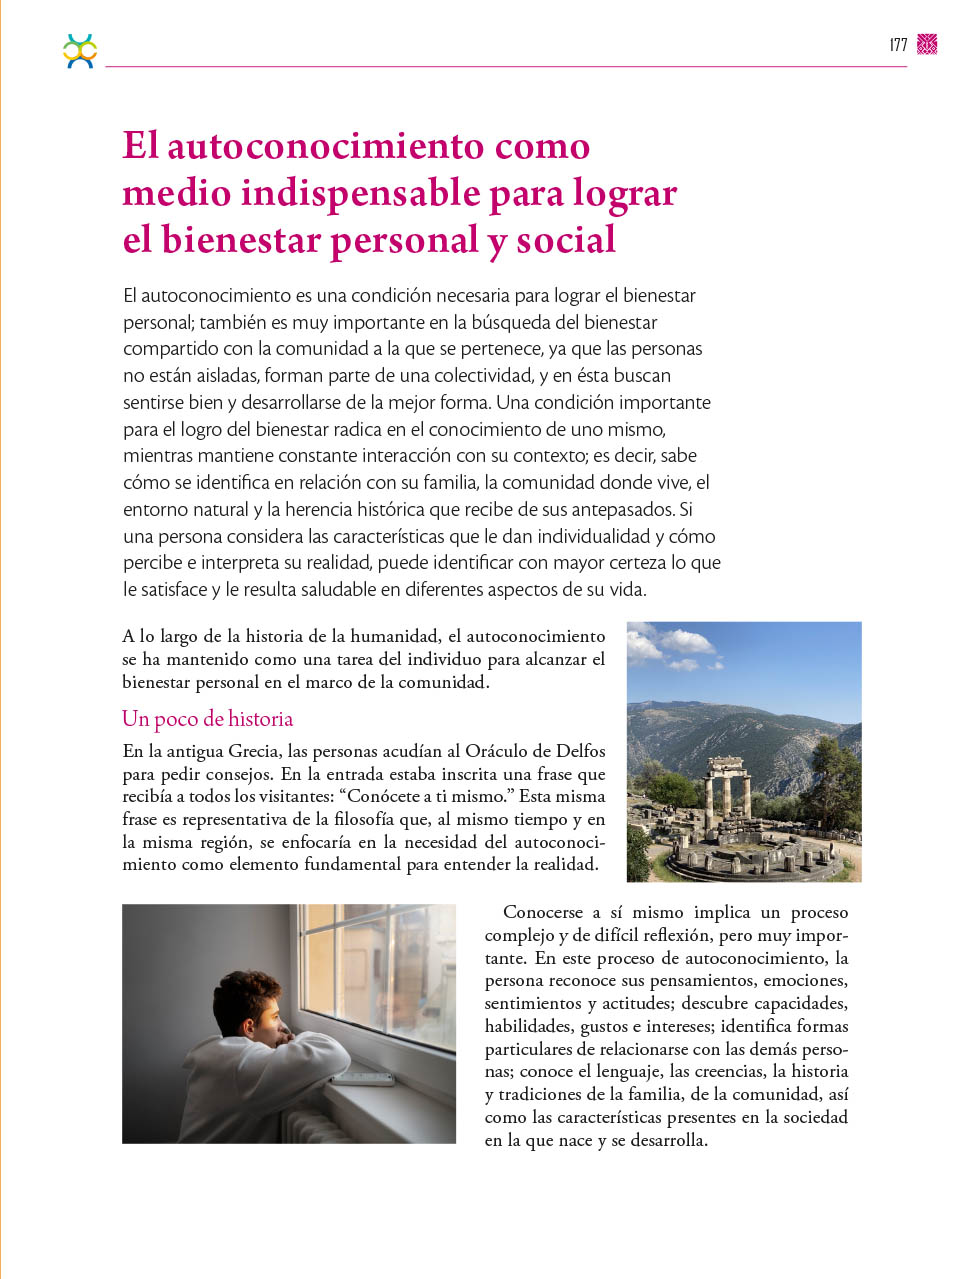 177
El autoconocimiento como
medio indispensable para lograr
el bienestar personal y social
El autoconocimiento es una condición necesaria para lograr el bienestar
personal; también es muy importante en la búsqueda del bienestar
compartido con la comunidad a la que se pertenece, ya que las personas
no están aisladas, forman parte de una colectividad, y en ésta buscan
sentirse bien y desarrollarse de la mejor forma. Una condición importante
para el logro del bienestar radica en el conocimiento de uno mismo,
mientras mantiene constante interacción con su contexto; es decir, sabe
cómo se identifica en relación con su familia, la comunidad donde vive, el
entorno natural y la herencia histórica que recibe de sus antepasados. Si
una persona considera las características que le dan individualidad y cómo
percibe e interpreta su realidad, puede identificar con mayor certeza lo que
le satisface y le resulta saludable en diferentes aspectos de su vida.
A lo largo de la historia de la humanidad, el autoconocimiento
se ha mantenido como una tarea del individuo para alcanzar el
bienestar personal en el marco de la comunidad.
Un poco de historia
En la antigua Grecia, las personas acudían al Oráculo de Delfos
para pedir consejos. En la entrada estaba inscrita una frase que
recibía a todos los visitantes: “Conócete a ti mismo.” Esta misma
frase es representativa de la filosofía que, al mismo tiempo y en
la misma región, se enfocaría en la necesidad del autoconoci-
miento como elemento fundamental para entender la realidad.
Conocerse a sí mismo implica un proceso
complejo y de difícil reflexión, pero muy impor-
tante. En este proceso de autoconocimiento, la
persona reconoce sus pensamientos, emociones,
sentimientos y actitudes; descubre capacidades,
habilidades, gustos e intereses; identifica formas
particulares de relacionarse con las demás perso-
nas; conoce el lenguaje, las creencias, la historia
y tradiciones de la familia, de la comunidad, así
como las características presentes en la sociedad
en la que nace y se desarrolla.